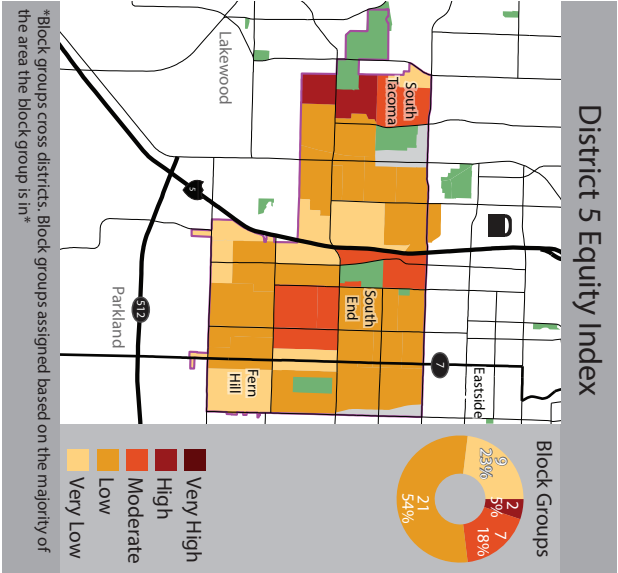 District 5 Equity Index
Lakewood
South
Tacoma
5
South
End
Eastside
7
512
Parkland
Fern
Hill
Block Groups
2
5%
7
18%
21
54%
9
23%
Very High
High
Moderate
Low
Very Low
*Block groups cross districts. Block groups assigned based on the majority of
the area the block group is in*